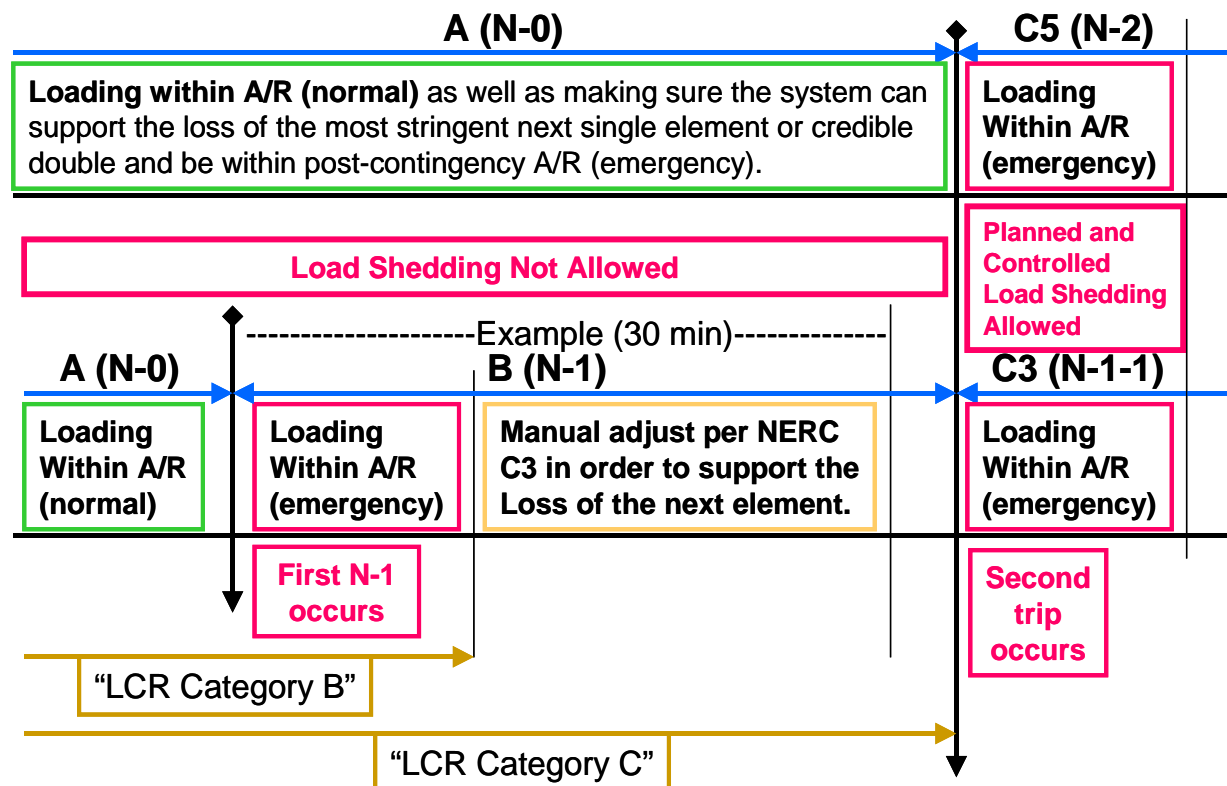 A (N-0)
C5 (N-2)
Loading within A/R (normal) as well as making sure the system can
support the loss of the most stringent next single element or credible
double and be within post-contingency A/R (emergency).
Loading
Within A/R
(emergency)
Load Shedding Not Allowed
Planned and
Controlled
Load Shedding
Allowed
--------------------Example (30 min)-------------
A (N-0)
B (N-1)
C3 (N-1-1)
Loading
Within A/R
(normal)
Loading
Within A/R
(emergency)
Manual adjust per NERC
C3 in order to support the
Loss of the next element.
Loading
Within A/R
(emergency)
First N-1
occurs
Second
trip
occurs
“LCR Category B”
“LCR Category C”